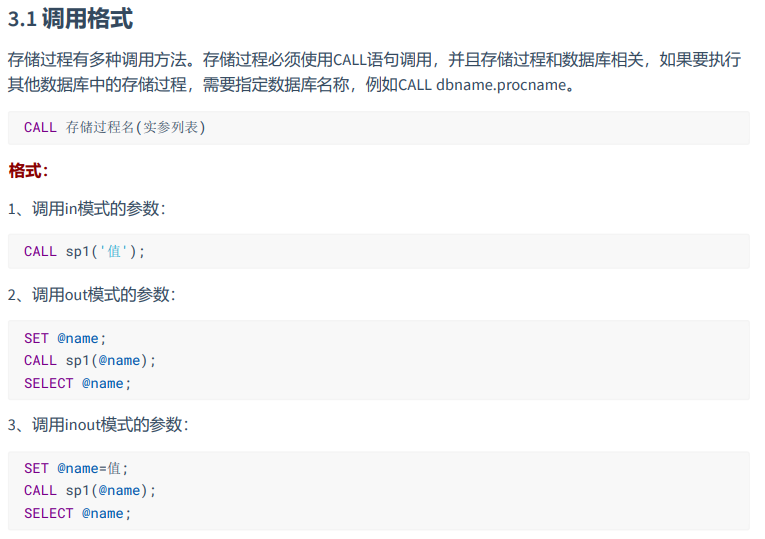 3.1 调用格式
存储过程有多种调用方法。存储过程必须使用CALL语句调用，并且存储过程和数据库相关，如果要执行
其他数据库中的存储过程，需要指定数据库名称，例如CALL dbname.procname。
CALL 存储过程名(实参列表)
格式：
1、调用in模式的参数：
CALL sp1('值');
2、调用out模式的参数：
SET @name;
CALL sp1(@name);
SELECT @name;
3、调用inout模式的参数：
SET @name=值;
CALL sp1(@name);
SELECT @name;